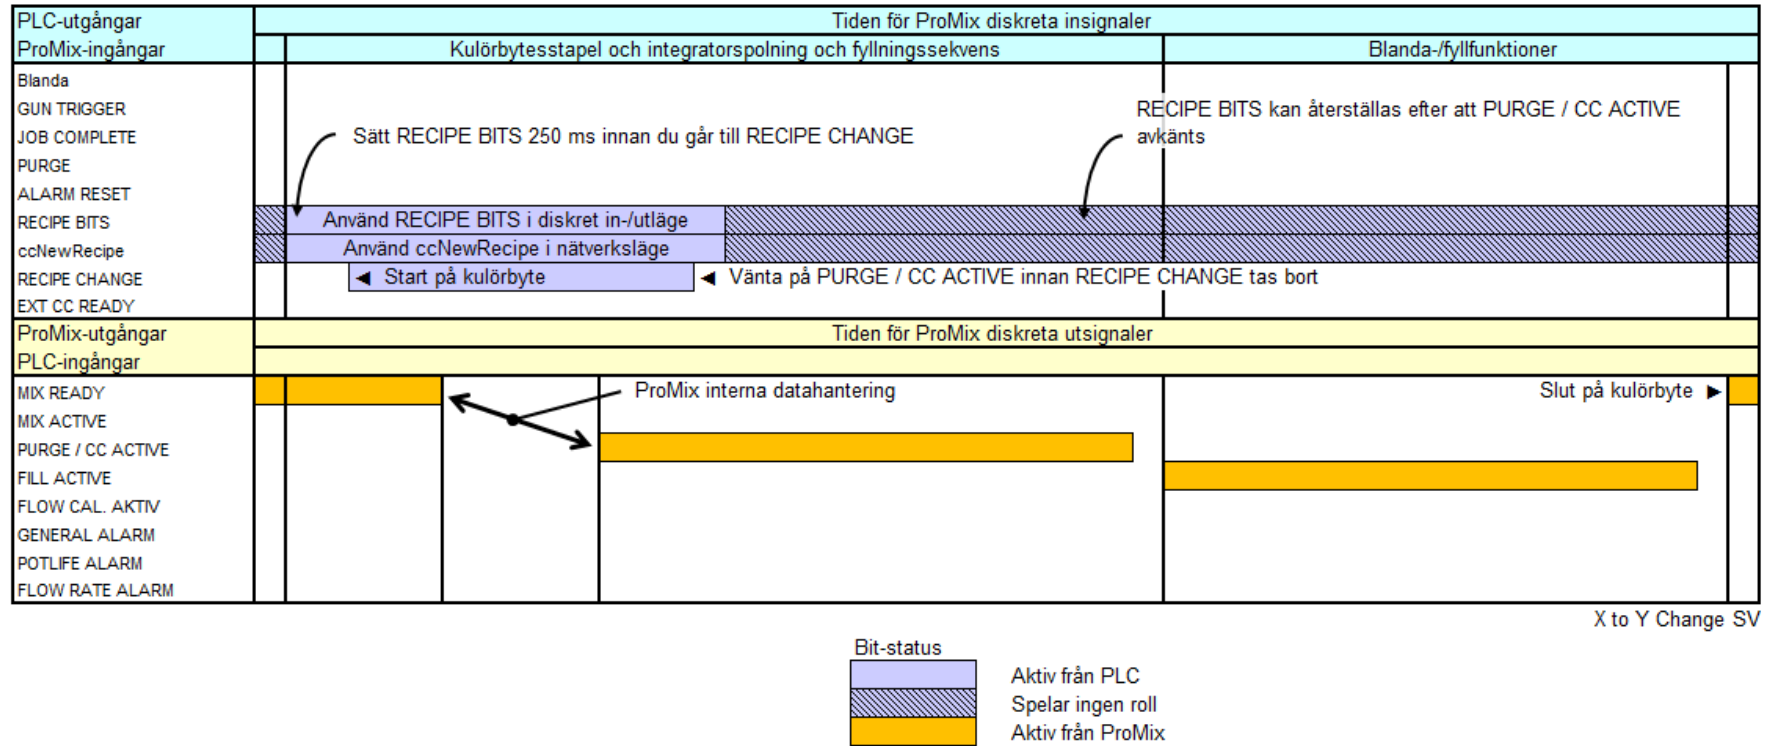 PLC-utgångar
Tiden för ProMix diskreta insignaler
ProMix-ingångar
Kulörbytesstapel och integratorspolning och fyllningssekvens
Blanda-/fyllfunktioner
Blanda
GUN TRIGGER
RECIPE BITS kan återställas efter att PURGE / CC ACTIVE
avkänts
JOB COMPLETE
Sätt RECIPE BITS 250 ms innan du går till RECIPE CHANGE
PURGE
ALARM RESET
RECIPE BITS
Använd RECIPE BITS i diskret in-/utläge
ccNewRecipe
Använd ccNewRecipe i nätverksläge
RECIPE CHANGE
◄ Start på kulörbyte
◄ Vänta på PURGE / CC ACTIVE innan RECIPE CHANGE tas bort
EXT CC READY
ProMix-utgångar
Tiden för ProMix diskreta utsignaler
PLC-ingångar
MIX READY
ProMix interna datahantering
Slut på kulörbyte ►
MIX ACTIVE
PURGE / CC ACTIVE
FILL ACTIVE
FLOW CAL. AKTIV
GENERAL ALARM
POTLIFE ALARM
FLOW RATE ALARM
X to Y Change SV
Bit-status
Aktiv från PLC
Spelar ingen roll
Aktiv från ProMix